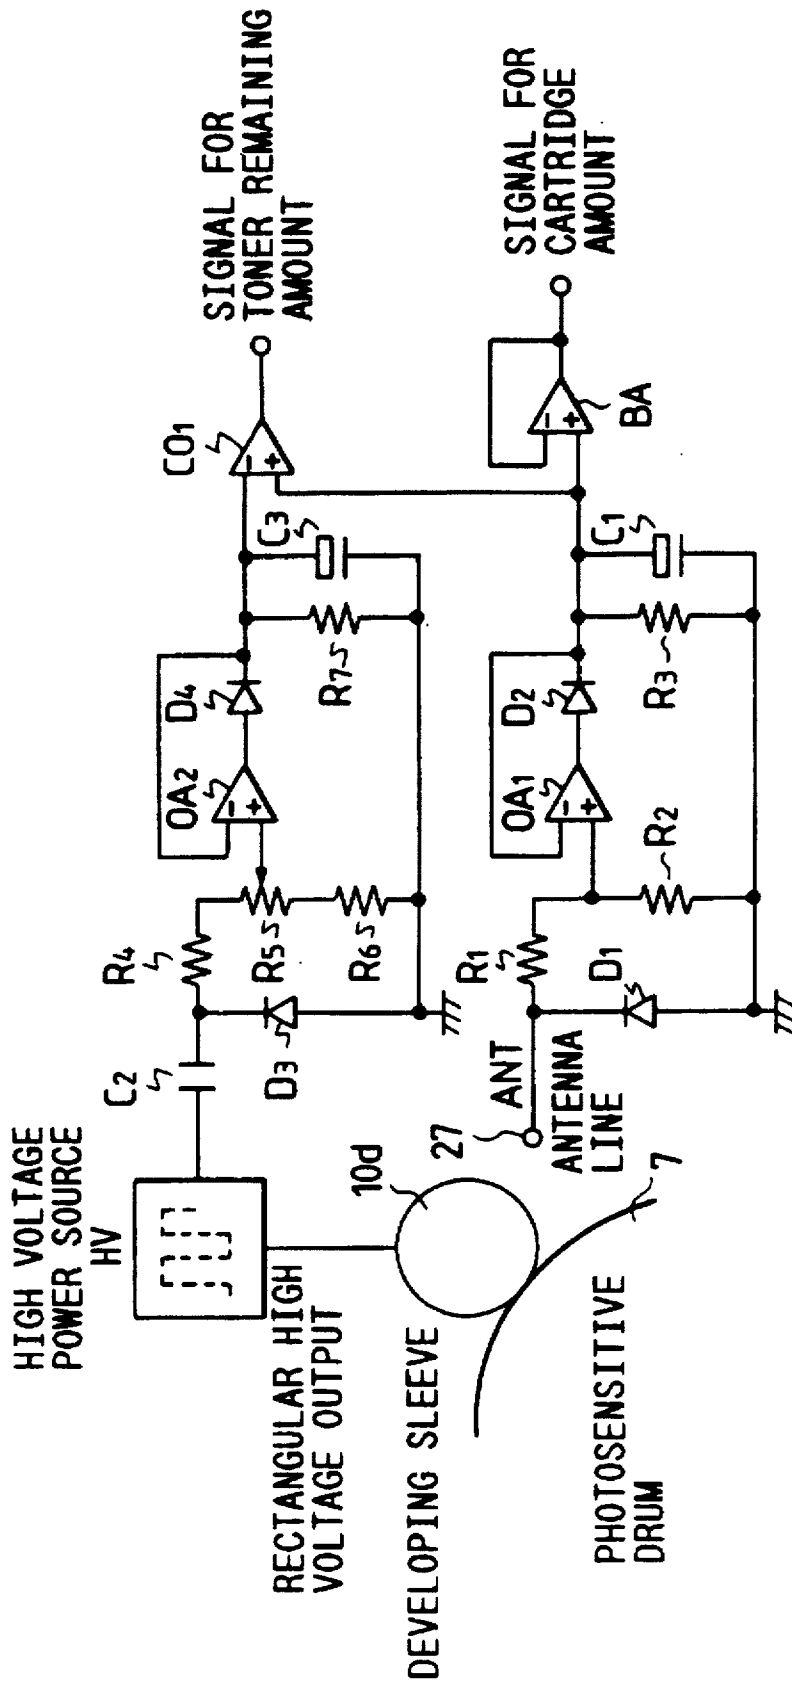 HIGH VOLTAGE
POWER SOURCE
HV
C2
R4
OA2
D4
CO1
SIGNAL FOR
TONER REMAINING
AMOUNT
D3
R5
R6
R7
C3
RECTANGULAR HIGH
VOLTAGE OUTPUT
10d
DEVELOPING SLEEVE
27
ANT
ANTENNA
LINE
R1
D1
OA1
R2
D2
R3
C1
BA
SIGNAL FOR
CARTRIDGE
AMOUNT
7
PHOTOSENSITIVE
DRUM
−
+
−
+
−
+
−
+